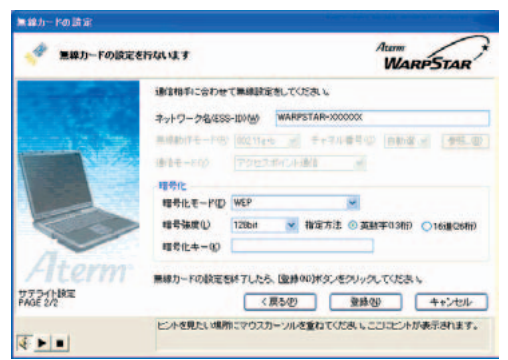 無線カードの設定
無線カードの設定を行ないます
Aterm
WARPSTAR
通信相手に合わせて無線設定をしてください。
ネットワーク名(ESS-ID)(W) WARPSTAR-XXXXXX
無線動作モード(B) 802.11a チャネル番号(C) 自動選 参照(B)
通信モード(O) アクセスポイント通信
暗号化
暗号化モード(E) WEP
暗号強度(L) 128bit 指定方法 英数字(13桁) 16進(26桁)
暗号化キー(K)
Aterm
サテライト設定
PAGE 2/2
無線カードの設定を終了したら、[登録(W)]ボタンをクリックしてください。
< 戻る(P) 登録(W) キャンセル
ヒントを見たい場所にマウスカーソルを重ねてください。ここにヒントが表示されます。